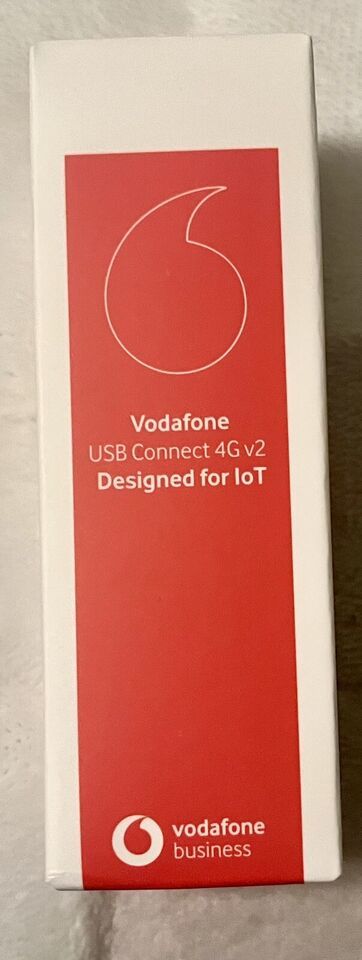 Vodafone
USB Connect 4G v2
Designed for IoT
vodafone
business